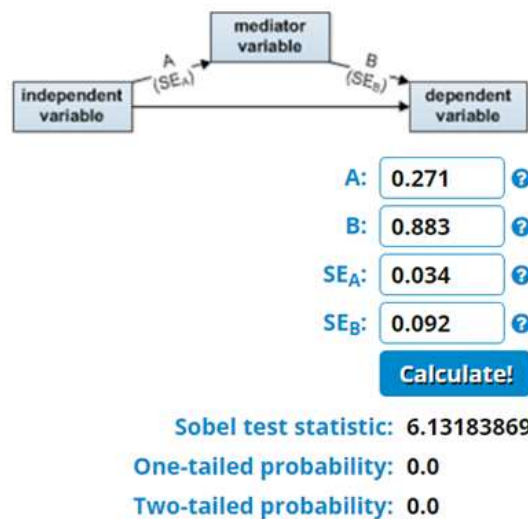 mediator
variable
A
(SEA)
B
(SEB)
independent
variable
dependent
variable
A: 0.271 ?
B: 0.883 ?
SEA: 0.034 ?
SEB: 0.092 ?
Calculate!
Sobel test statistic: 6.13183869
One-tailed probability: 0.0
Two-tailed probability: 0.0